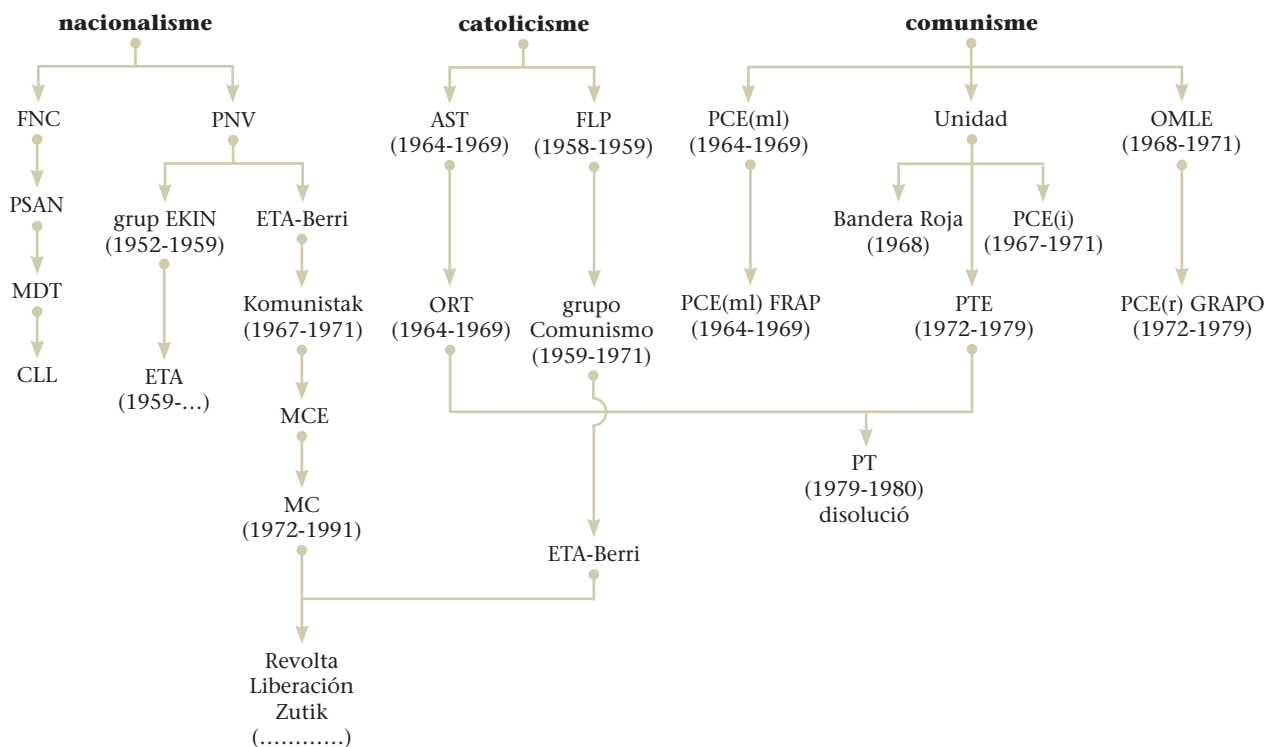 nacionalisme
catolicisme
comunisme
FNC
PNV
AST
(1964-1969)
FLP
(1958-1959)
PCE(ml)
(1964-1969)
Unidad
OMLE
(1968-1971)
PSAN
grup EKIN
(1952-1959)
ETA-Berri
Bandera Roja
(1968)
PCE(i)
(1967-1971)
MDT
Komunistak
(1967-1971)
ORT
(1964-1969)
grupo
Comunismo
(1959-1971)
PCE(ml) FRAP
(1964-1969)
PTE
(1972-1979)
PCE(r) GRAPO
(1972-1979)
CLL
ETA
(1959-...)
MCE
PT
(1979-1980)
disolució
MC
(1972-1991)
ETA-Berri
Revolta
Liberación
Zutik
(............)